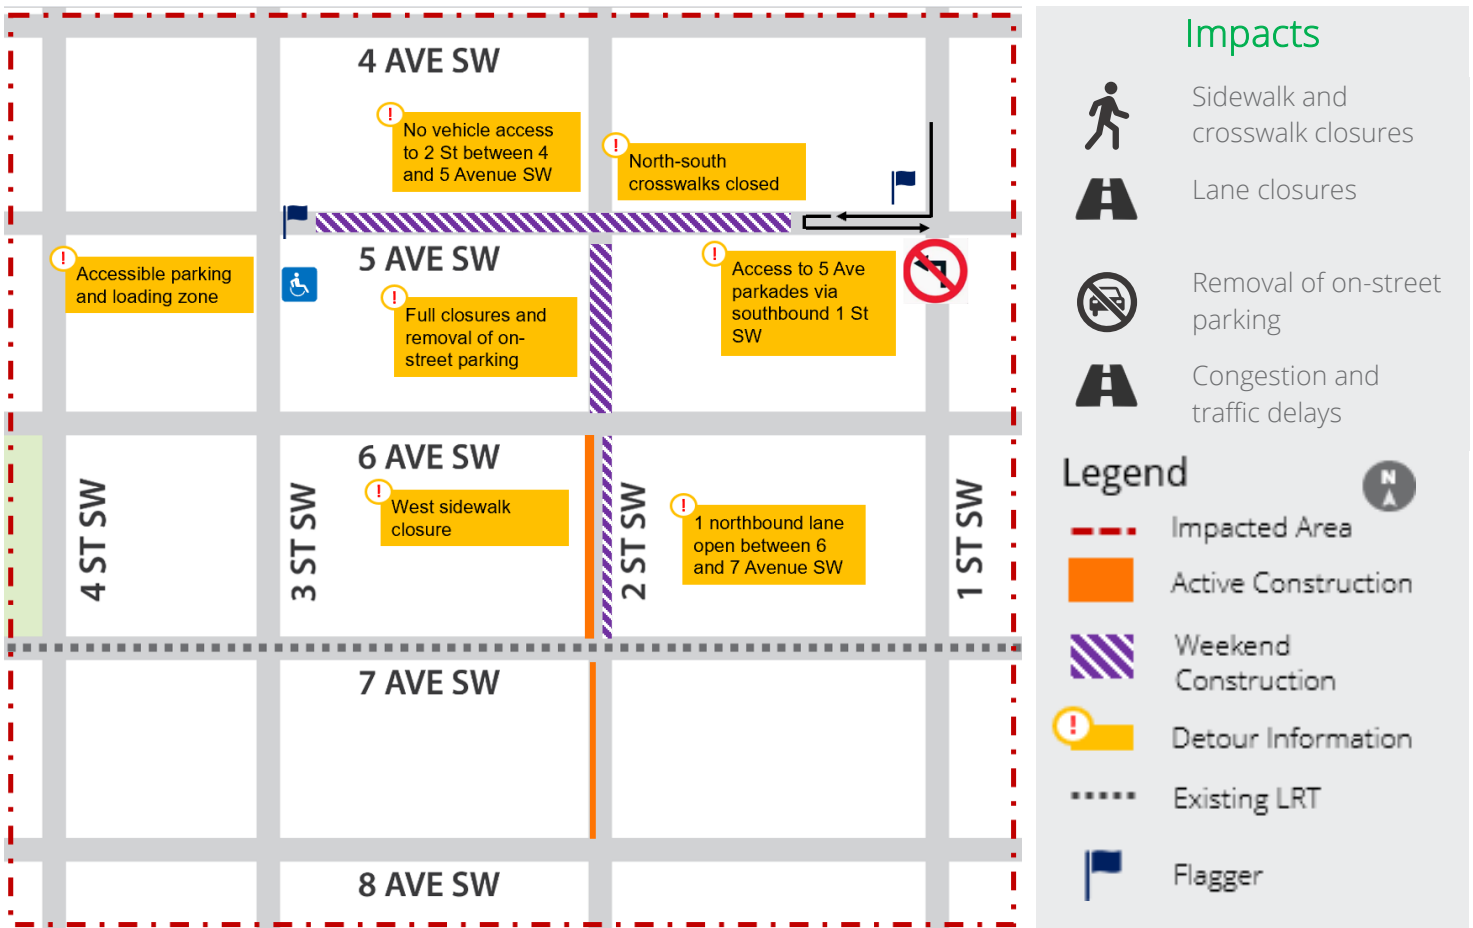 4 AVE SW
!
No vehicle access
to 2 St between 4
and 5 Avenue SW
!
North-south
crosswalks closed
5 AVE SW
!
Accessible parking
and loading zone
!
Full closures and
removal of on-
street parking
!
Access to 5 Ave
parkades via
southbound 1 St
SW
6 AVE SW
!
West sidewalk
closure
!
1 northbound lane
open between 6
and 7 Avenue SW
4 ST SW
3 ST SW
2 ST SW
1 ST SW
7 AVE SW
8 AVE SW
Impacts
Sidewalk and
crosswalk closures
Lane closures
Removal of on-street
parking
Congestion and
traffic delays
Legend
N
Impacted Area
Active Construction
Weekend
Construction
!
Detour Information
Existing LRT
Flagger